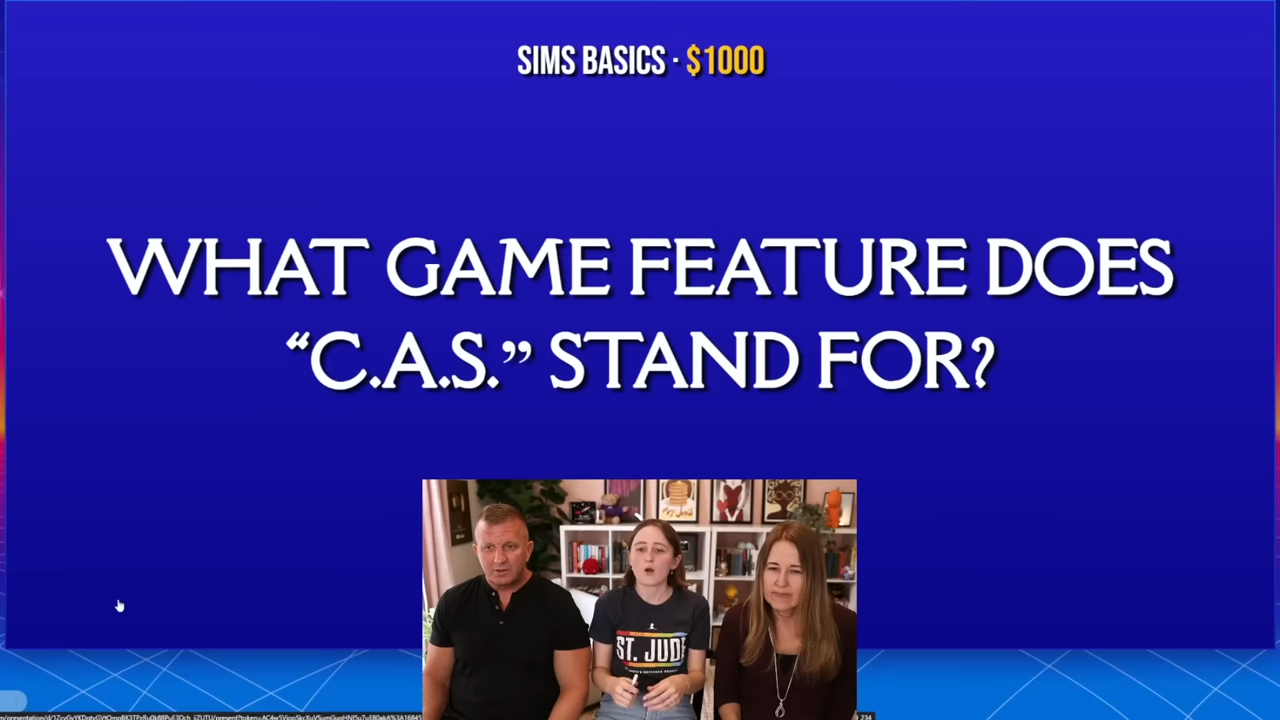 SIMS BASICS · $1000
WHAT GAME FEATURE DOES
“C.A.S.” STAND FOR?
ST. JUDE